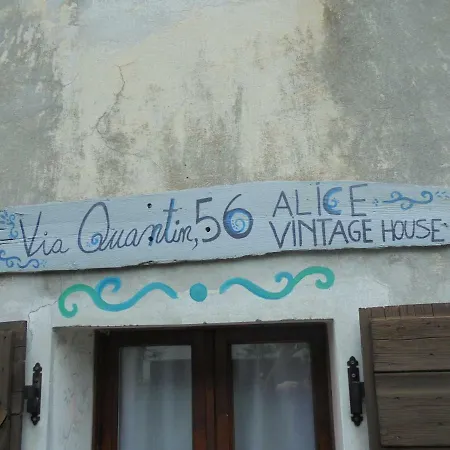 Via Quantin, 56
ALICE
VINTAGE HOUSE